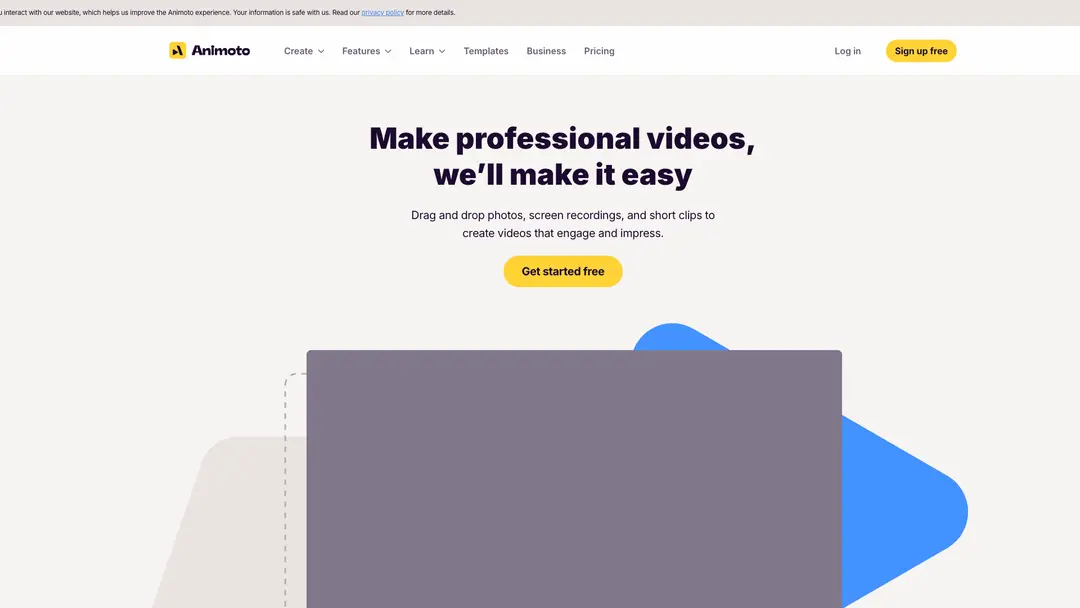 interact with our website, which helps us improve the Animoto experience. Your information is safe with us. Read our privacy policy for more details.
Animoto Create Features Learn Templates Business Pricing Log in Sign up free
Make professional videos,
we’ll make it easy
Drag and drop photos, screen recordings, and short clips to
create videos that engage and impress.
Get started free